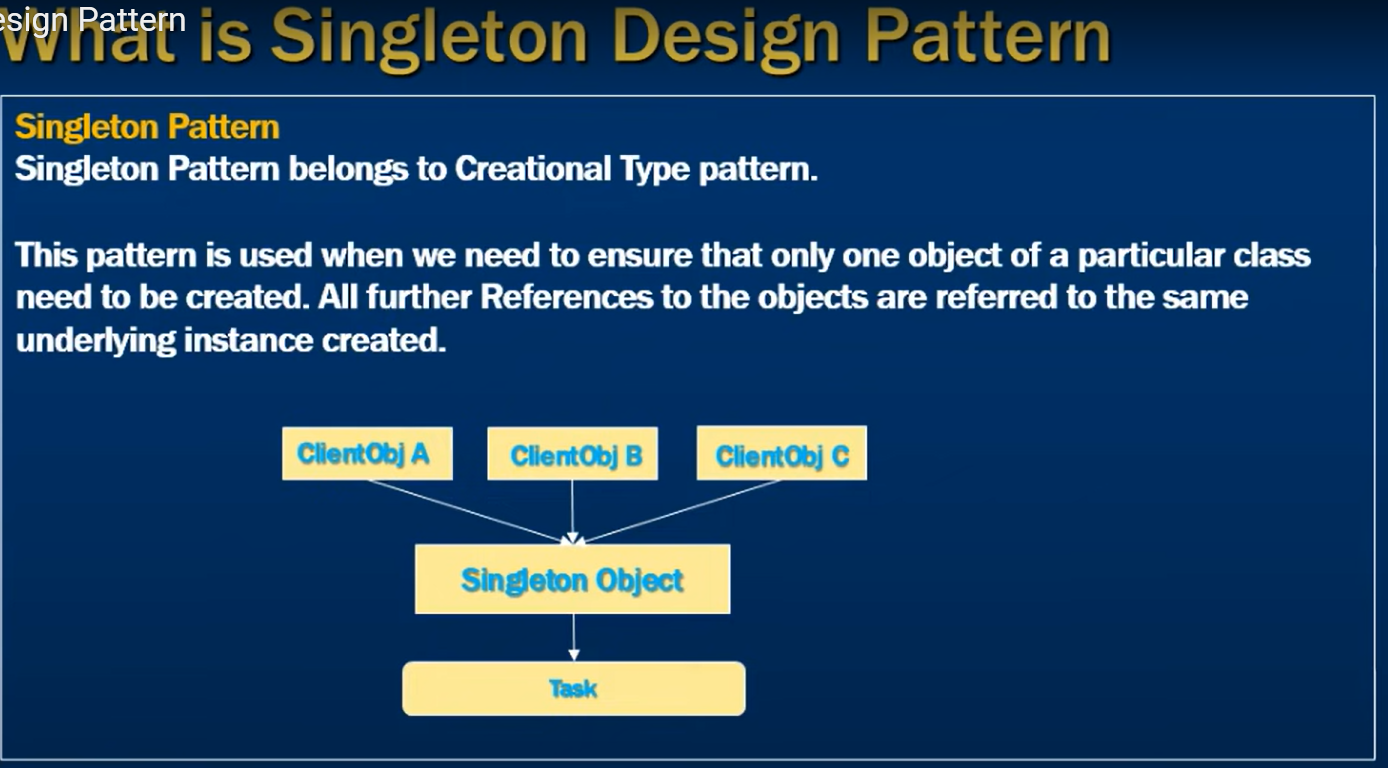 esign Pattern
What is Singleton Design Pattern
Singleton Pattern
Singleton Pattern belongs to Creational Type pattern.
This pattern is used when we need to ensure that only one object of a particular class
need to be created. All further References to the objects are referred to the same
underlying instance created.
ClientObj A
ClientObj B
ClientObj C
Singleton Object
Task